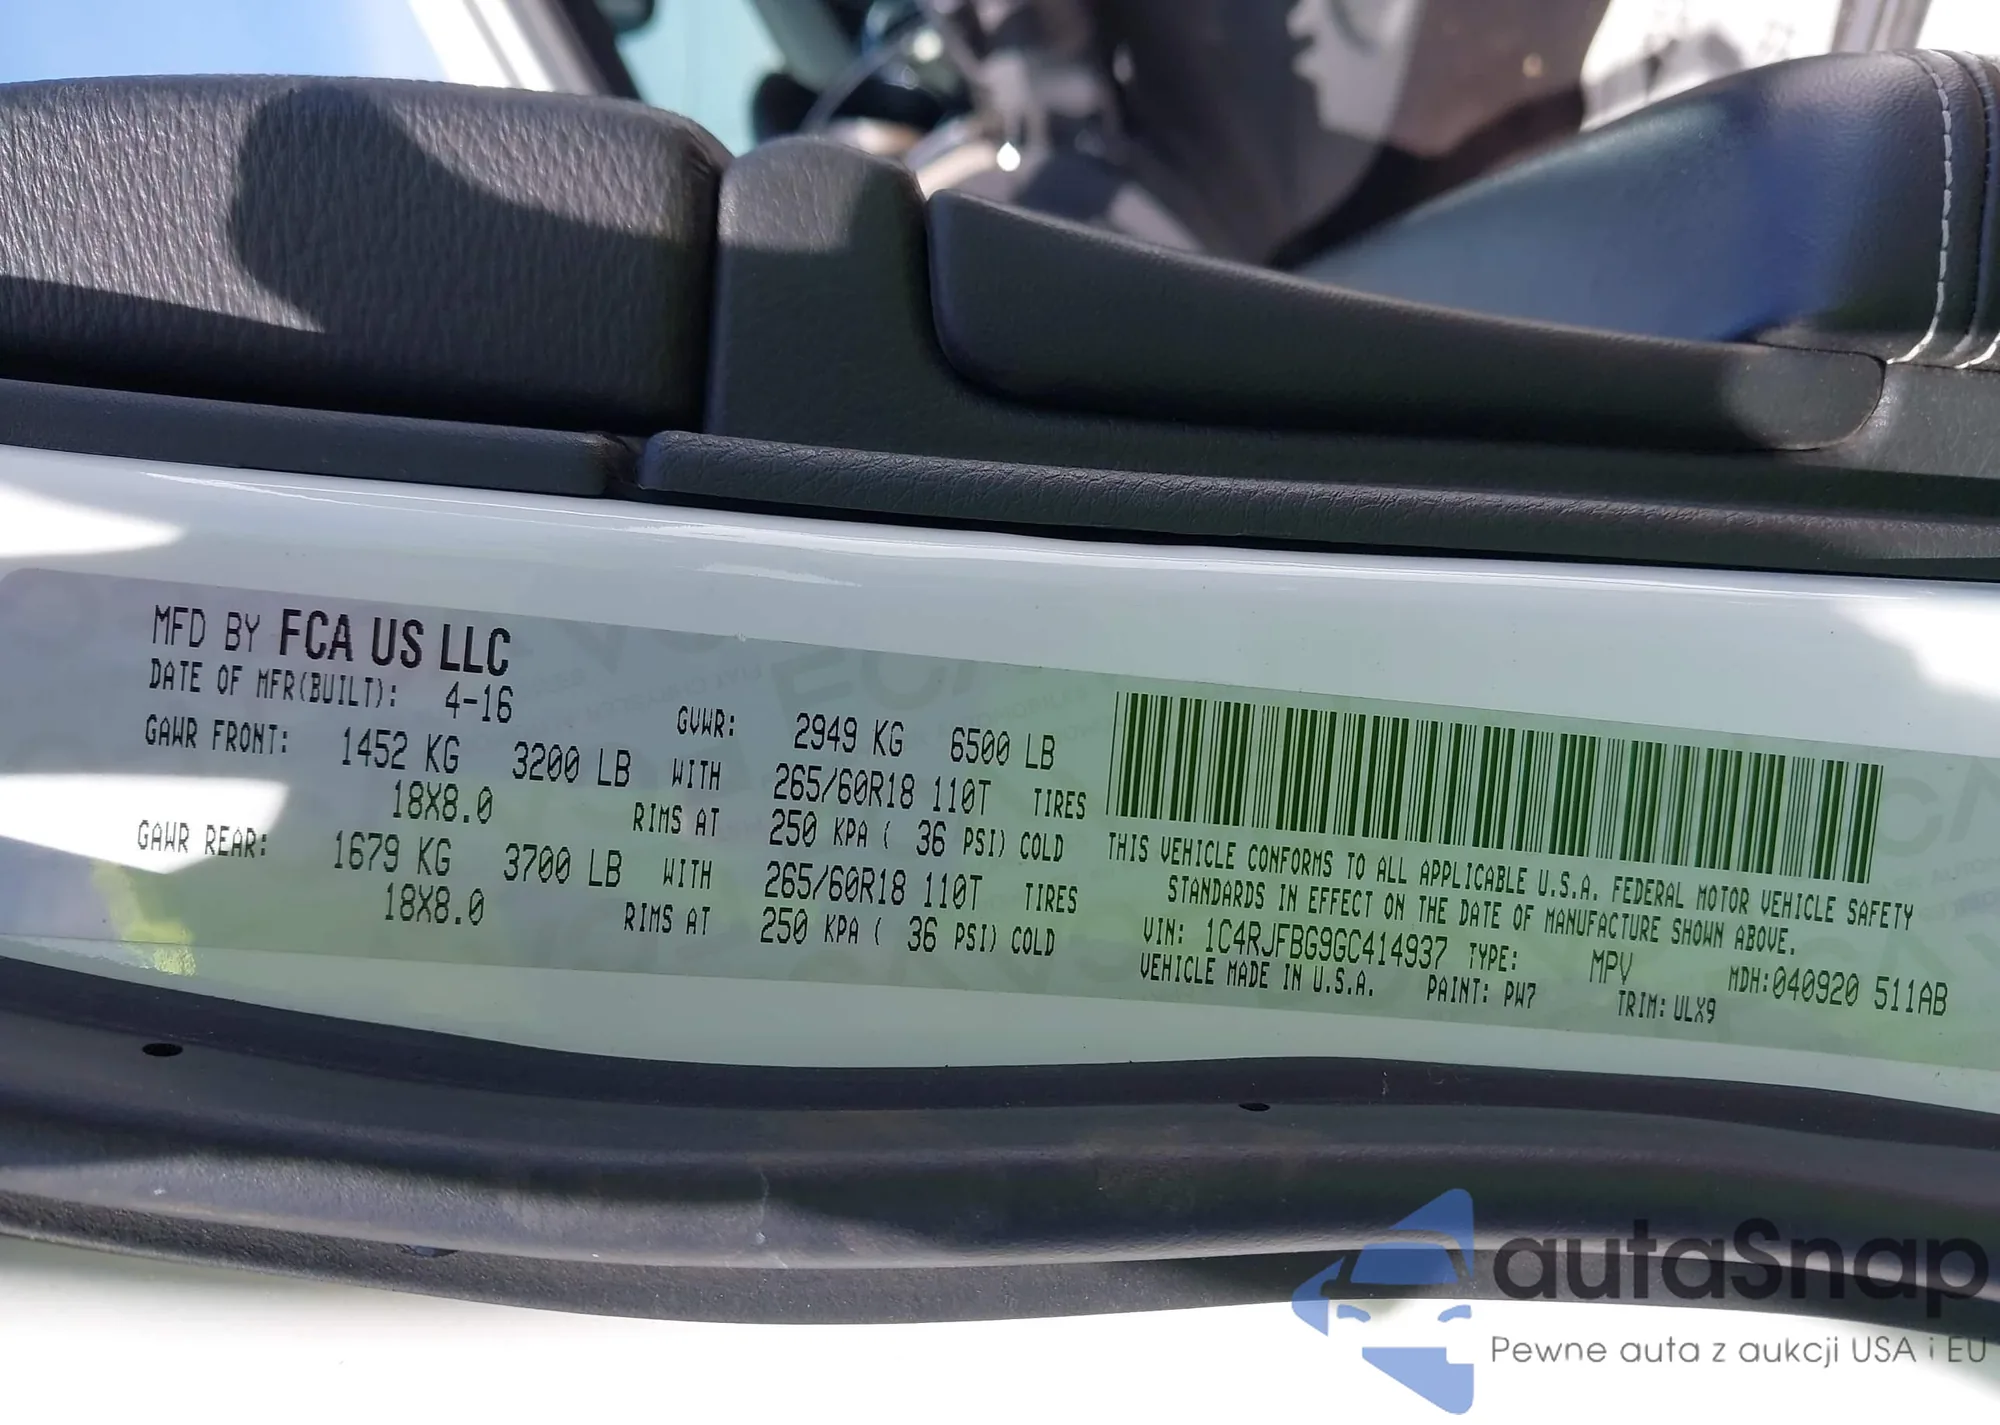 MFD BY FCA US LLC
DATE OF MFR(BUILT): 4-16 GVWR: 2949 KG 6500 LB
GAWR FRONT: 1452 KG 3200 LB WITH 265/60R18 110T TIRES
18X8.0 RIMS AT 250 KPA ( 36 PSI) COLD
GAWR REAR: 1679 KG 3700 LB WITH 265/60R18 110T TIRES
18X8.0 RIMS AT 250 KPA ( 36 PSI) COLD
THIS VEHICLE CONFORMS TO ALL APPLICABLE U.S.A. FEDERAL MOTOR VEHICLE SAFETY
STANDARDS IN EFFECT ON THE DATE OF MANUFACTURE SHOWN ABOVE.
VIN: 1C4RJFBG9GC414937 TYPE: MPV MDH:040920 511AB
VEHICLE MADE IN U.S.A. PAINT: PW7 TRIM: ULX9
autaSnap
Pewne auta z aukcji USA i EU